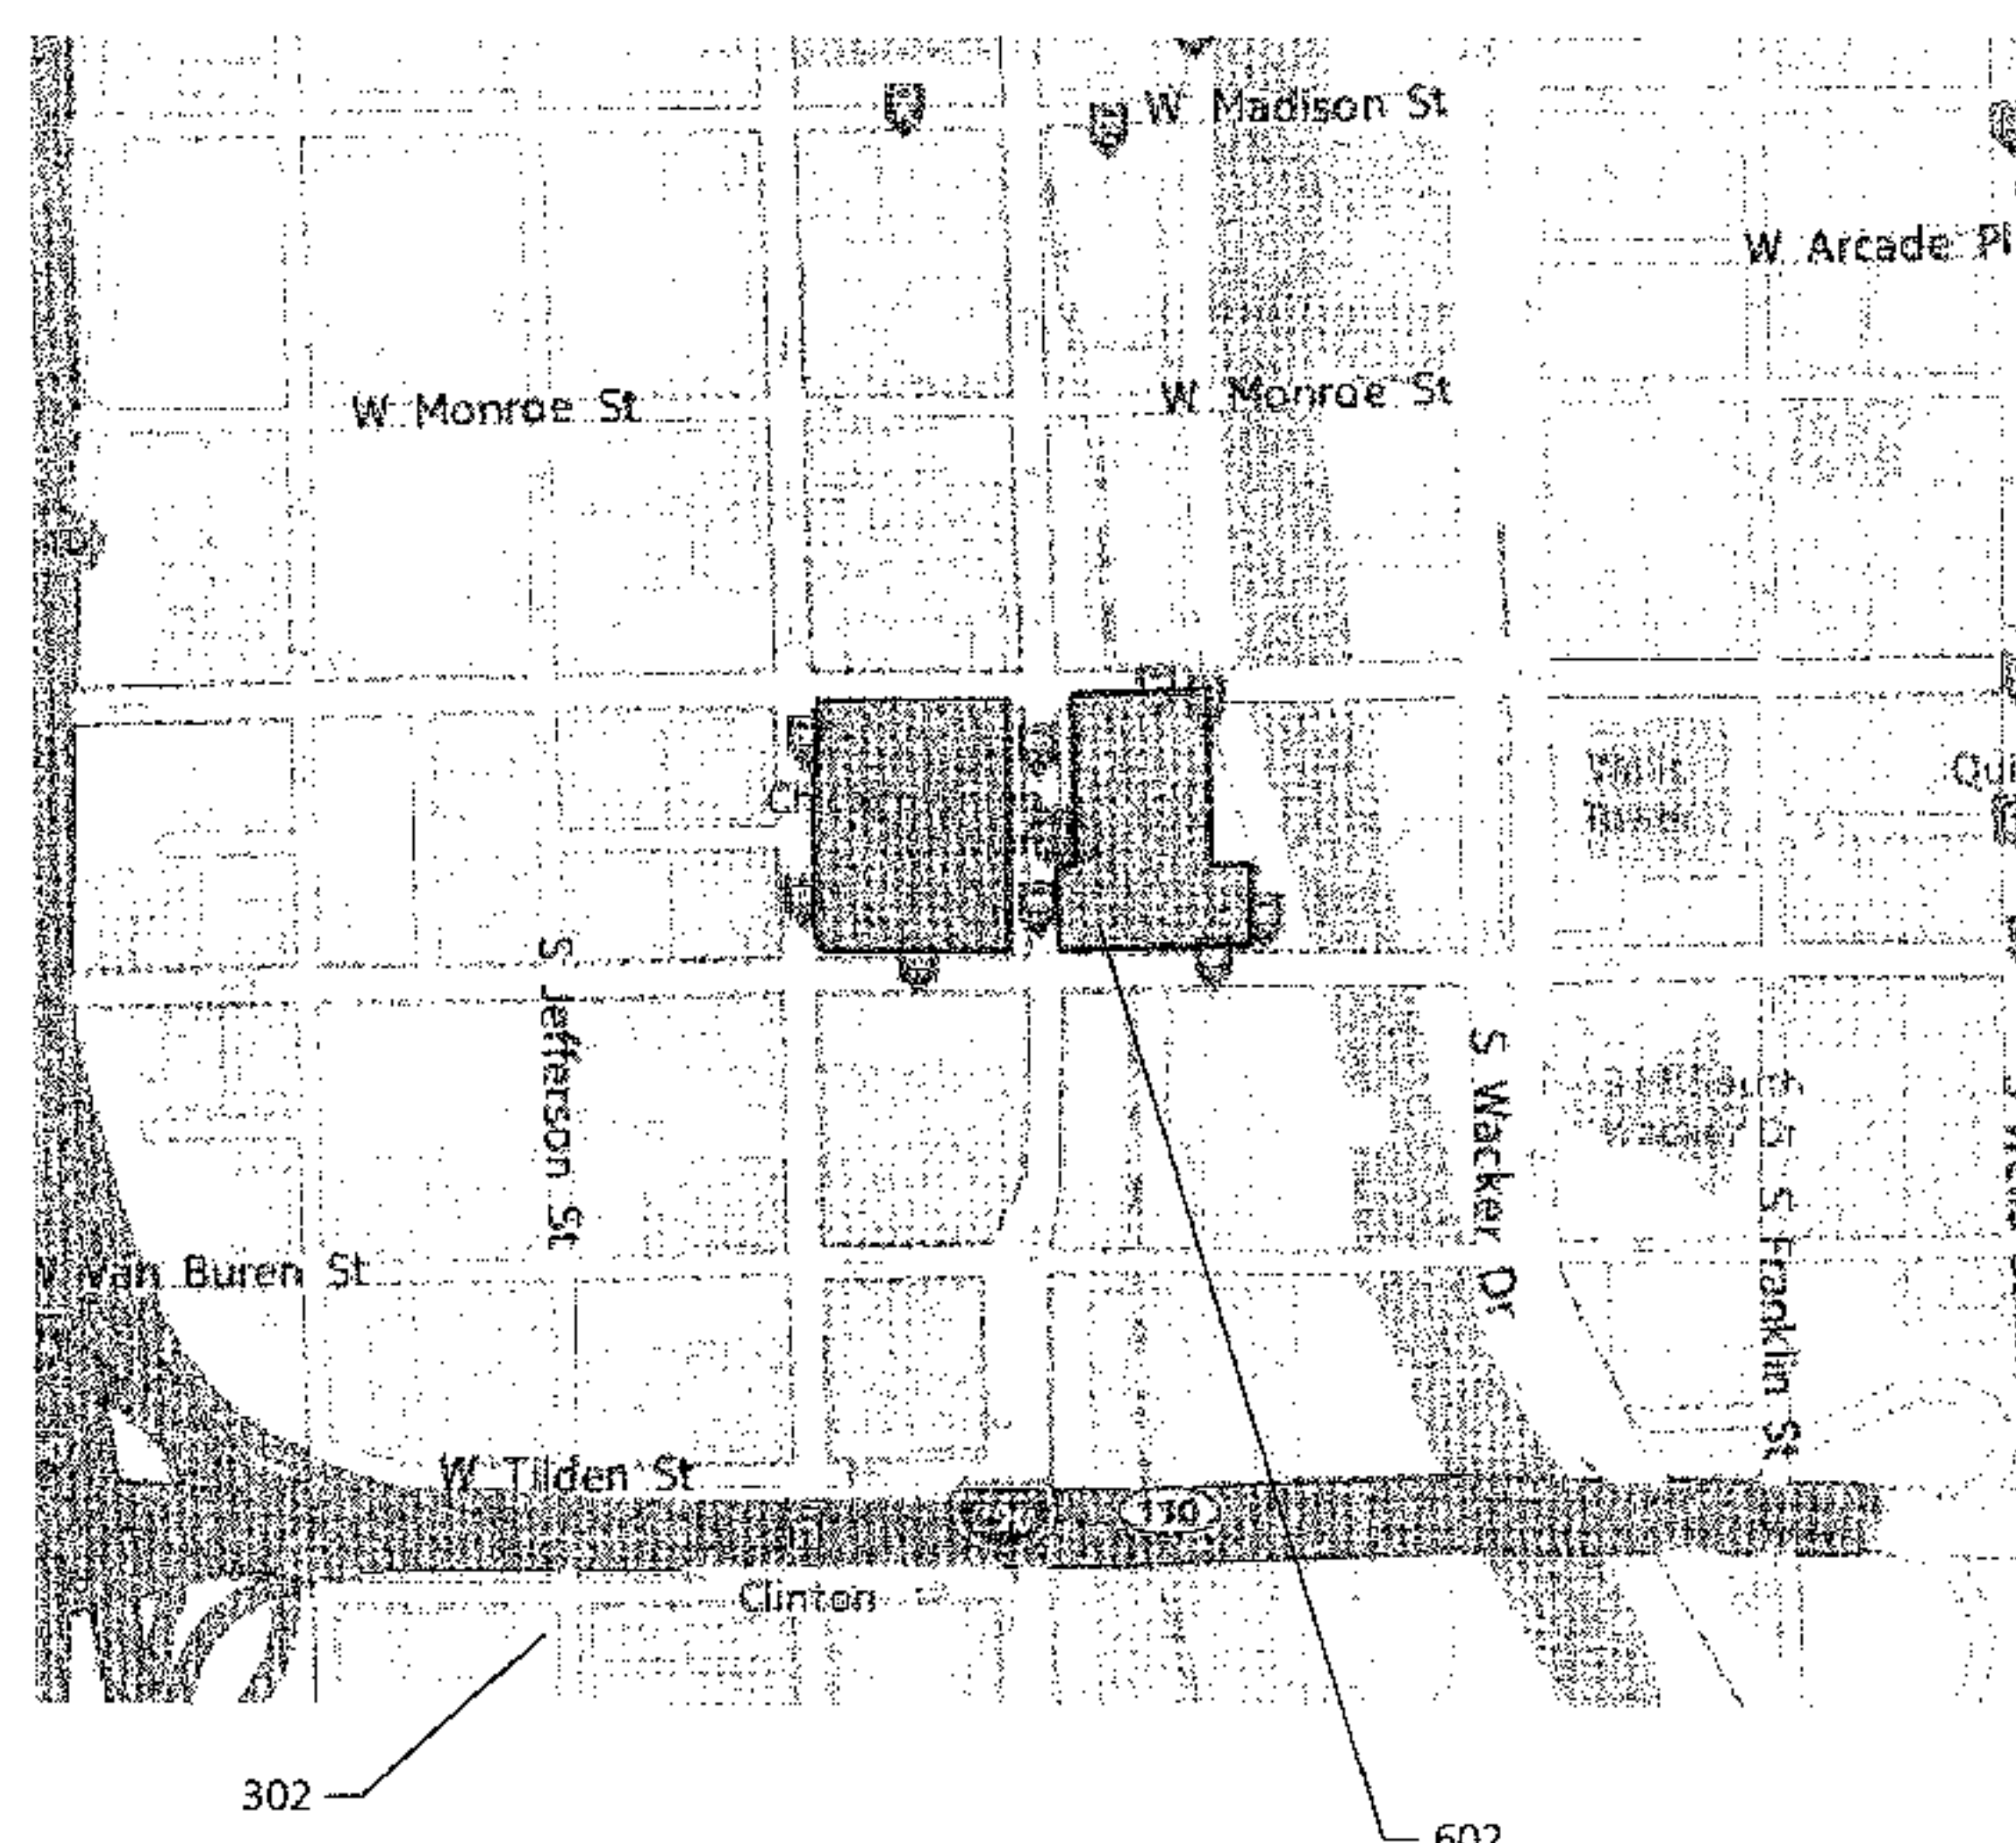 W Madison St
W Arcade Pl
W Monroe St
W Monroe St
S Jefferson St
S Wacker Dr
S Franklin St
Van Buren St
W Tilden St
110
Clinton
302
602